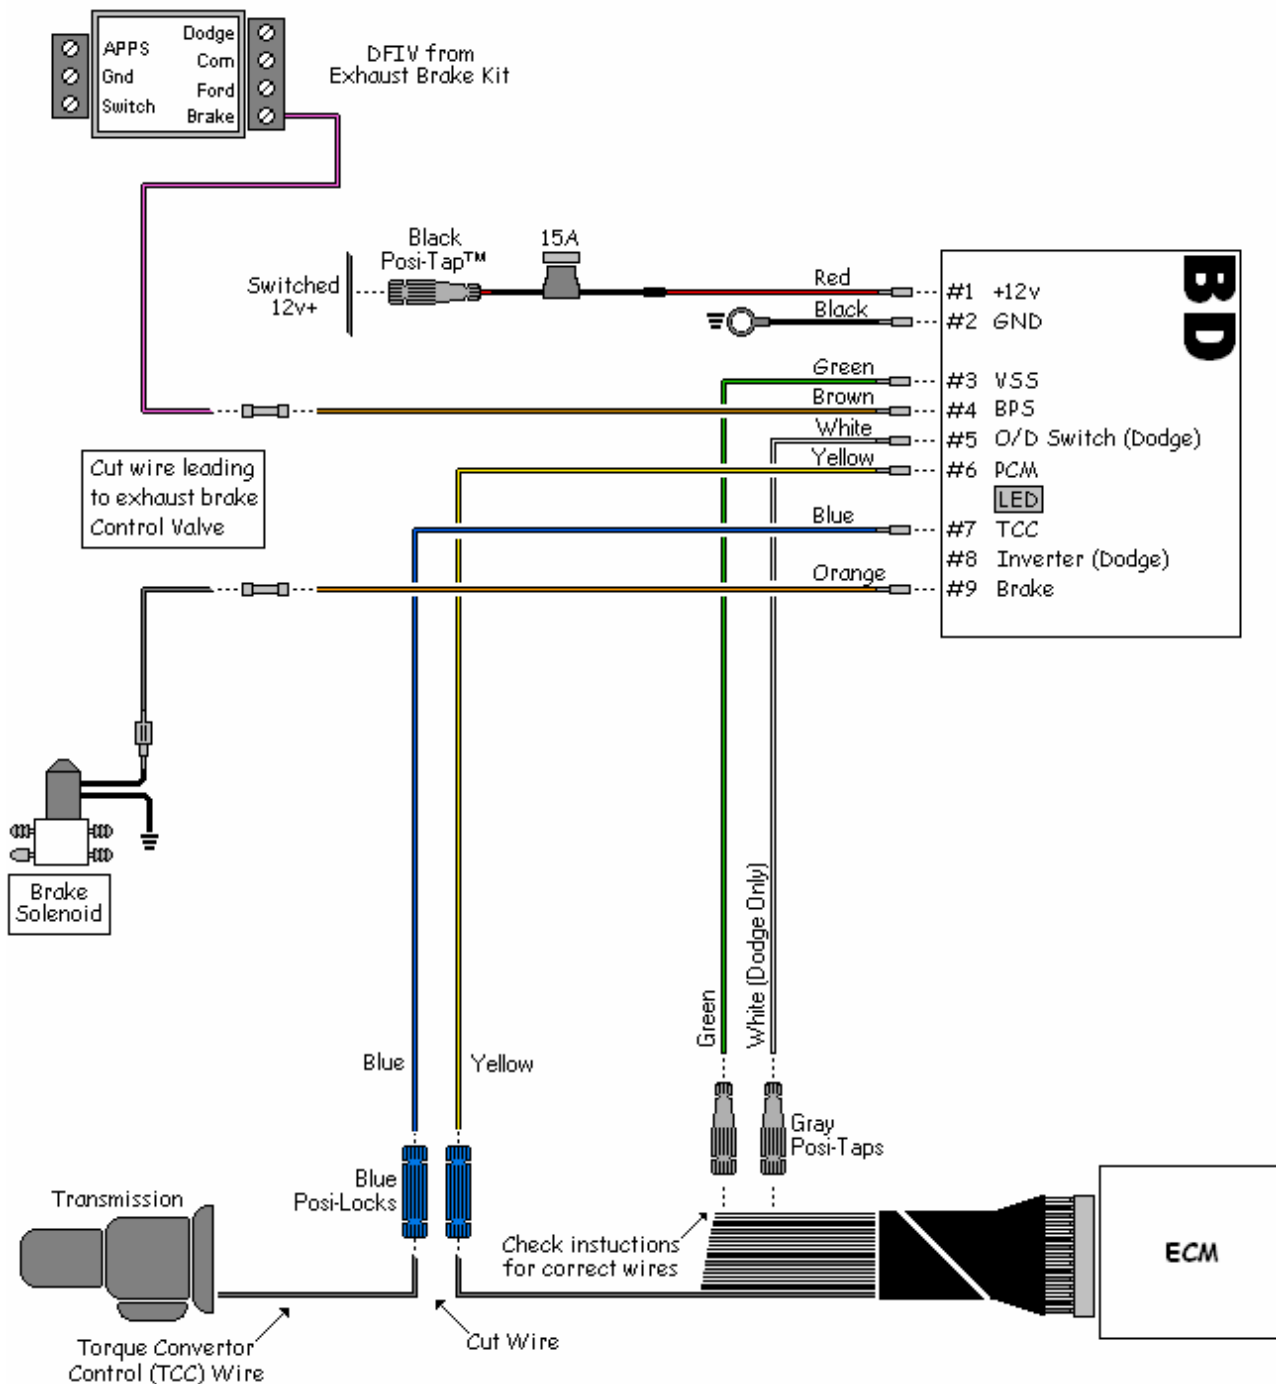 APPS
Gnd
Switch
Dodge
Com
Ford
Brake
DFIV from
Exhaust Brake Kit
Switched
12v+
Black
Posi-Tap™
15A
Red
Black
Green
Brown
White
Yellow
Blue
Orange
BD
#1 +12v
#2 GND
#3 VSS
#4 BPS
#5 O/D Switch (Dodge)
#6 PCM
LED
#7 TCC
#8 Inverter (Dodge)
#9 Brake
Cut wire leading
to exhaust brake
Control Valve
Brake
Solenoid
Blue
Yellow
Green
White (Dodge Only)
Gray
Posi-Taps
Blue
Posi-Locks
Transmission
Check instuctions
for correct wires
ECM
Cut Wire
Torque Convertor
Control (TCC) Wire